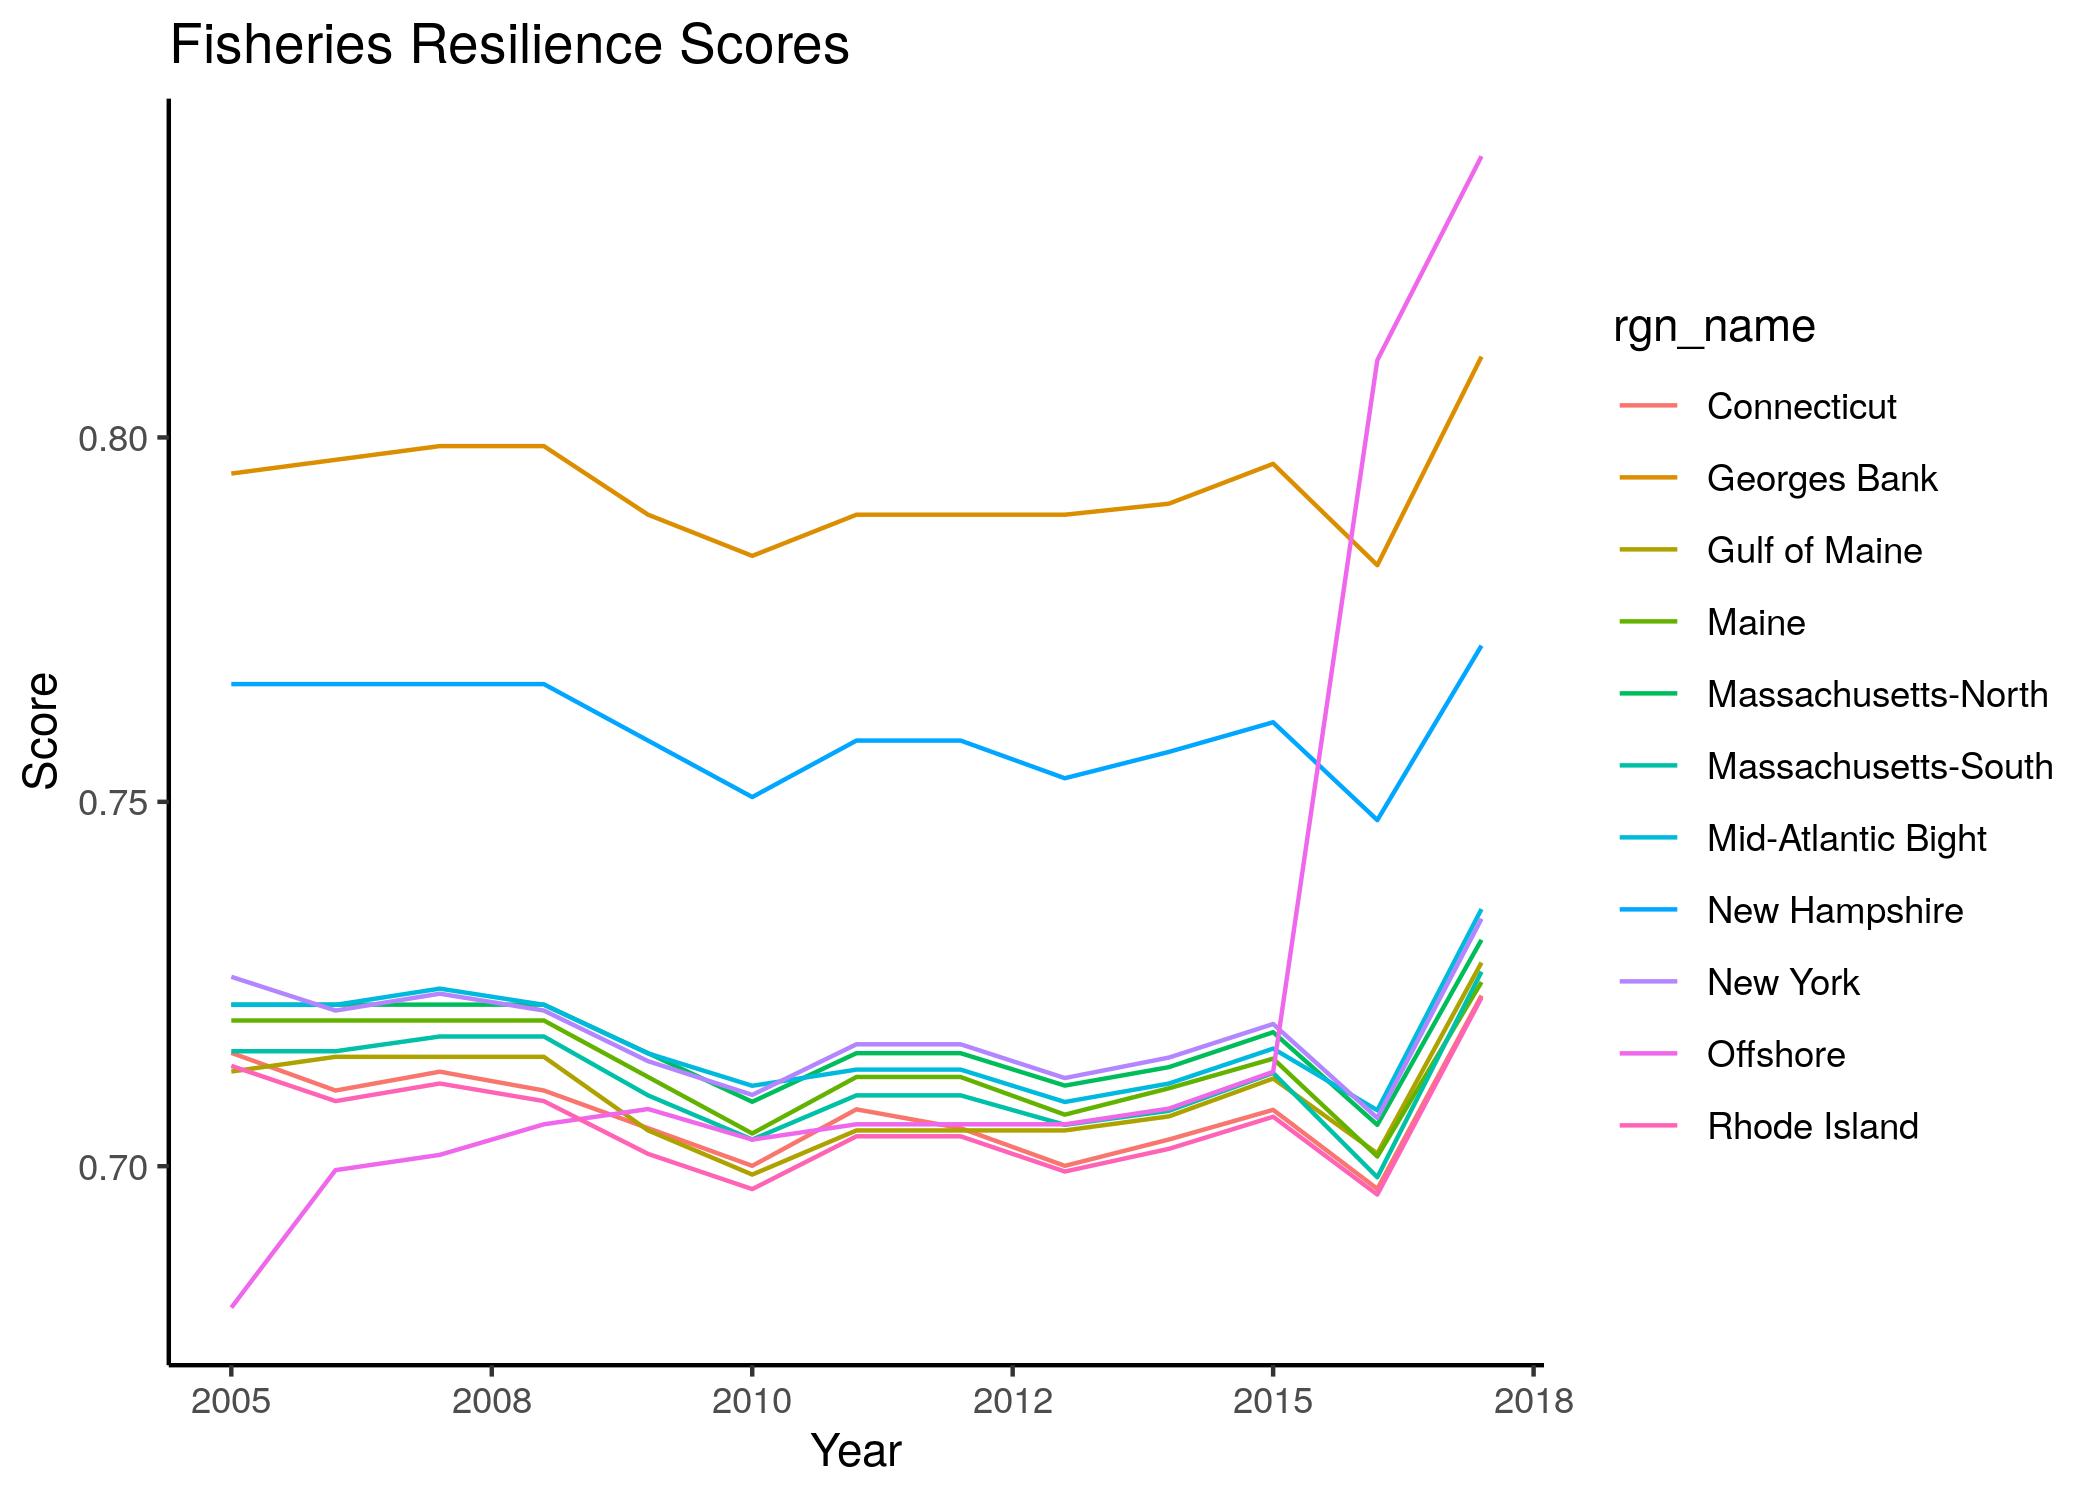 Fisheries Resilience Scores
Score
0.80
0.75
0.70
2005 2008 2010 2012 2015 2018
Year
rgn_name
Connecticut
Georges Bank
Gulf of Maine
Maine
Massachusetts-North
Massachusetts-South
Mid-Atlantic Bight
New Hampshire
New York
Offshore
Rhode Island